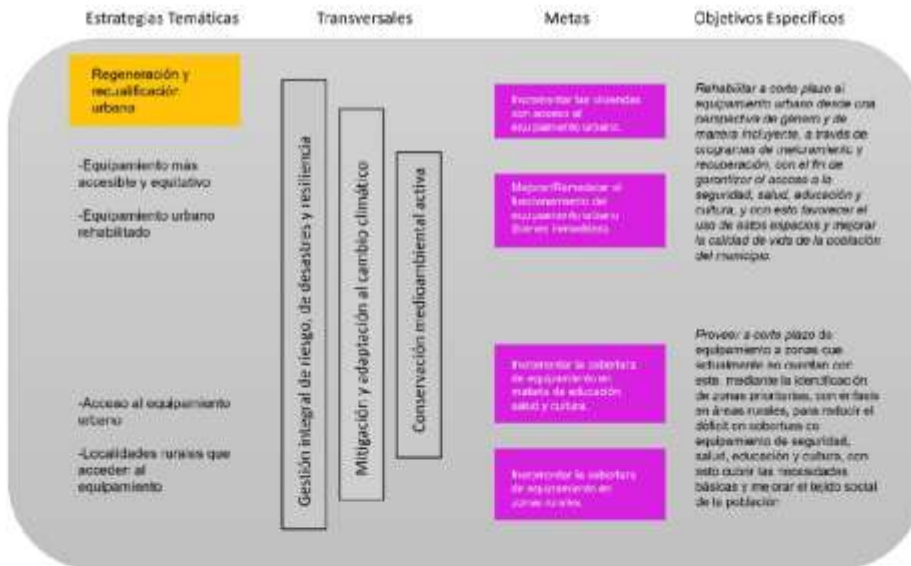 Estrategias Temáticas
Transversales
Metas
Objetivos Específicos
Regeneración y
recualificación
urbana
-Equipamiento más
accesible y equitativo
-Equipamiento urbano
rehabilitado
-Acceso al equipamiento
urbano
-Localidades rurales que
acceden al
equipamiento
Gestión integral de riesgo, de desastres y resiliencia
Mitigación y adaptación al cambio climático
Conservación medioambiental activa
Incrementar las viviendas
con acceso al
equipamiento urbano.
Mejorar/Remodelar el
funcionamiento del
equipamiento urbano
Incrementar la cobertura
de equipamiento en
materia de educación
salud y cultura.
Incrementar la cobertura
de equipamiento en
zonas rurales
Rehabilitar a corto plazo el
equipamiento urbano desde una
perspectiva de género y de
manera incluyente, a través de
programas de mejoramiento y
recuperación, con el fin de
garantizar el acceso a la
seguridad, salud, educación y
cultura, y con esto favorecer el
uso de estos espacios y mejorar
la calidad de vida de la población
del municipio.
Proveer a corto plazo de
equipamiento a zonas que
actualmente no cuentan con
este, mediante la identificación
de zonas prioritarias, con énfasis
en áreas rurales, para reducir el
déficit en cobertura de
equipamiento de seguridad,
salud, educación y cultura, con
esto cubrir las necesidades
básicas y mejorar el tejido social
de la población